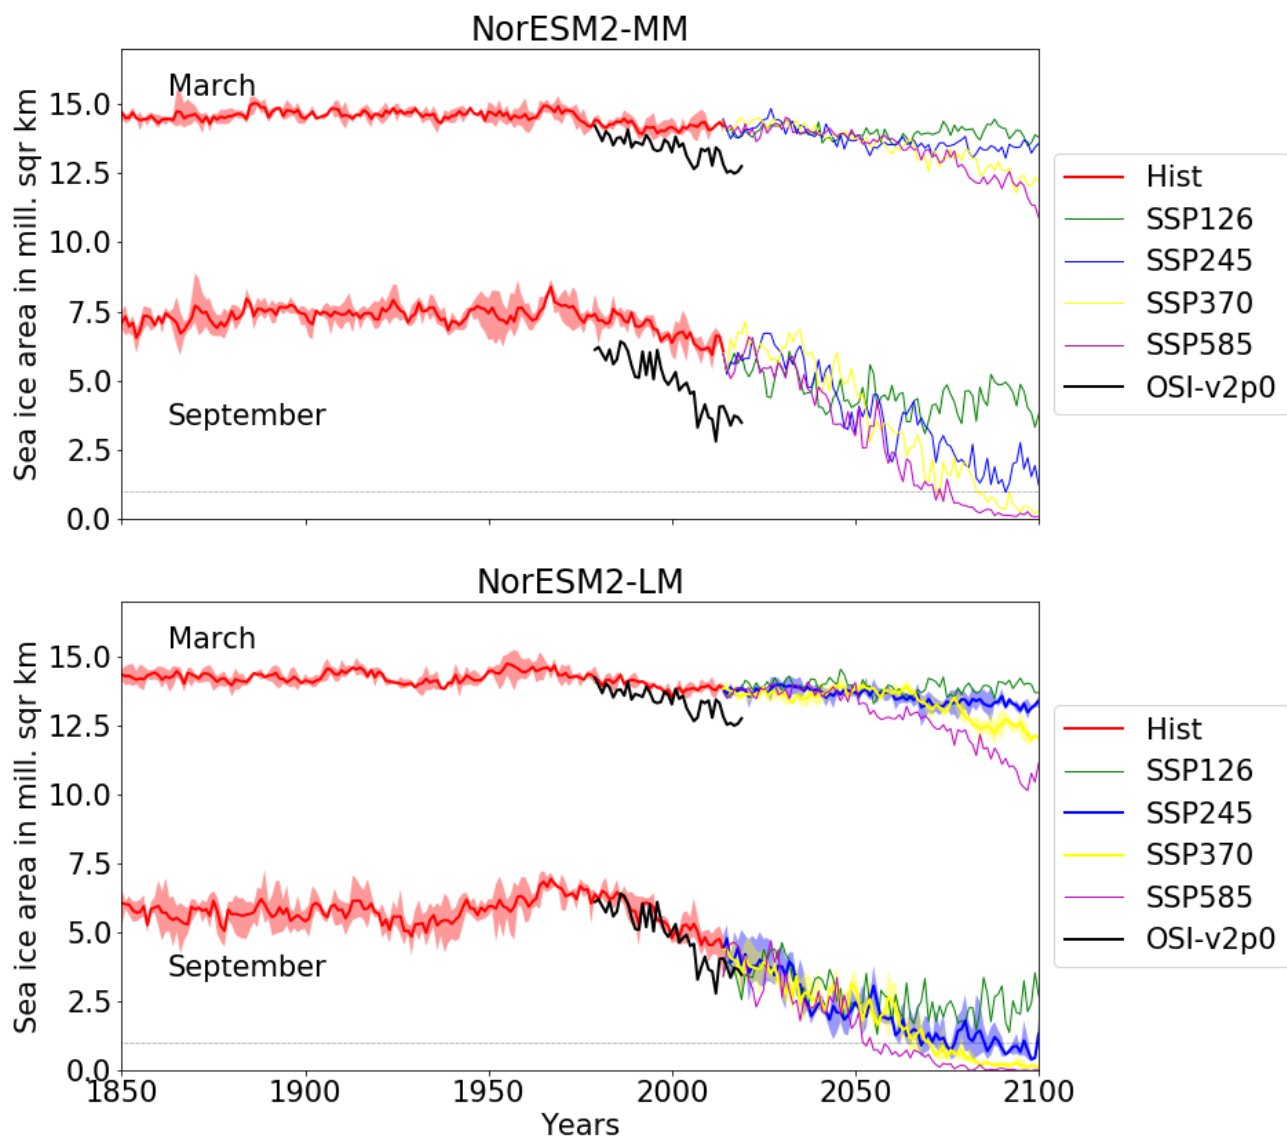 NorESM2-MM
March
September
Sea ice area in mill. sqr km
15.0
12.5
10.0
7.5
5.0
2.5
0.0
Hist
SSP126
SSP245
SSP370
SSP585
OSI-v2p0
NorESM2-LM
March
September
Sea ice area in mill. sqr km
15.0
12.5
10.0
7.5
5.0
2.5
0.0
1850 1900 1950 2000 2050 2100
Years
Hist
SSP126
SSP245
SSP370
SSP585
OSI-v2p0